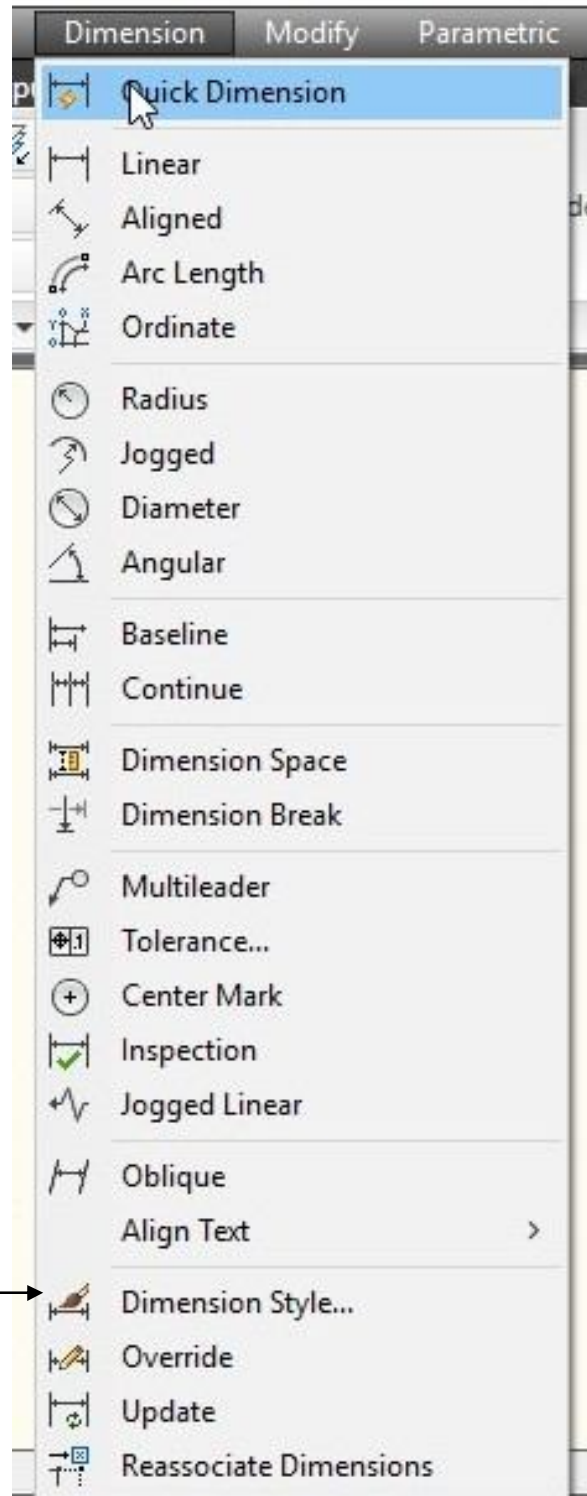 Dimension Modify Parametric
Quick Dimension
Linear
Aligned
Arc Length
Ordinate
Radius
Jogged
Diameter
Angular
Baseline
Continue
Dimension Space
Dimension Break
Multileader
Tolerance...
Center Mark
Inspection
Jogged Linear
Oblique
Align Text >
Dimension Style...
Override
Update
Reassociate Dimensions